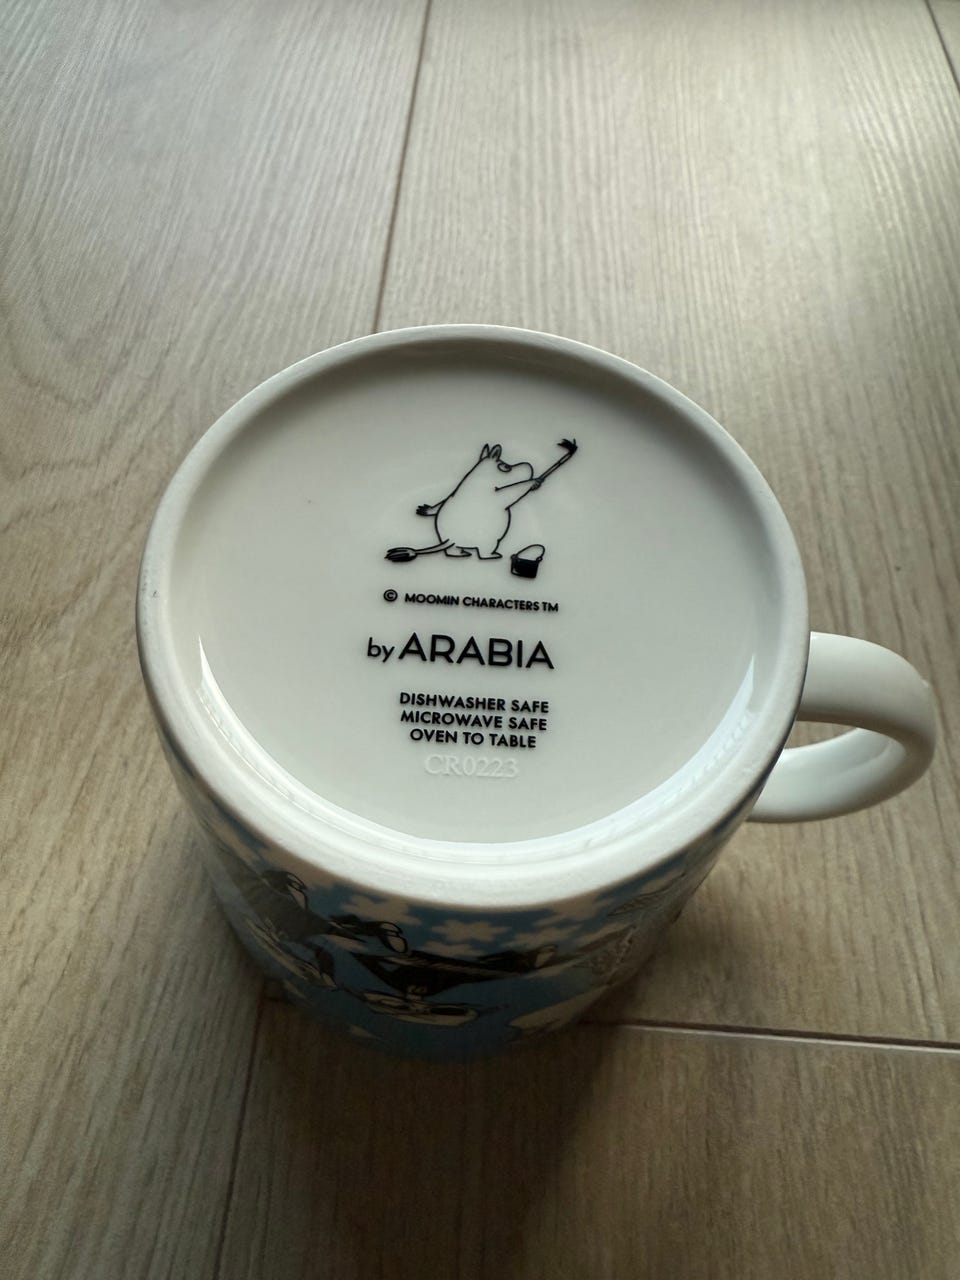 © MOOMIN CHARACTERS TM
by ARABIA
DISHWASHER SAFE
MICROWAVE SAFE
OVEN TO TABLE
CR0223